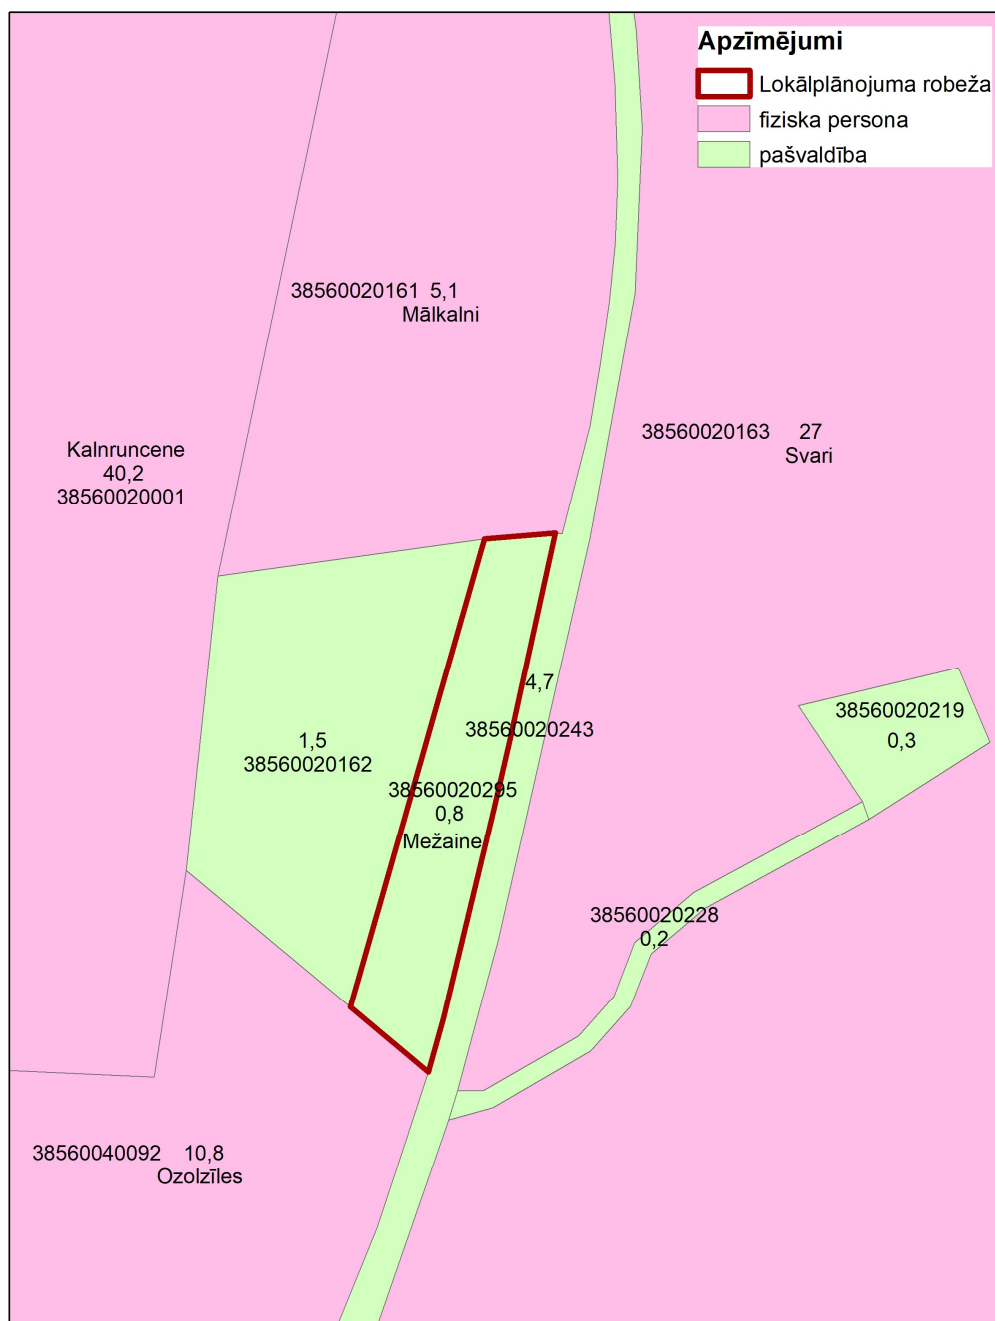 Apzīmējumi
Lokālplānojuma robeža
fiziska persona
pašvaldība
38560020161 5,1
Mālkalni
38560020163 27
Svari
Kalnruncene
40,2
38560020001
4,7
38560020243
1,5
38560020162
38560020295
0,8
Mežaine
38560020219
0,3
38560020228
0,2
38560040092 10,8
Ozolzīles